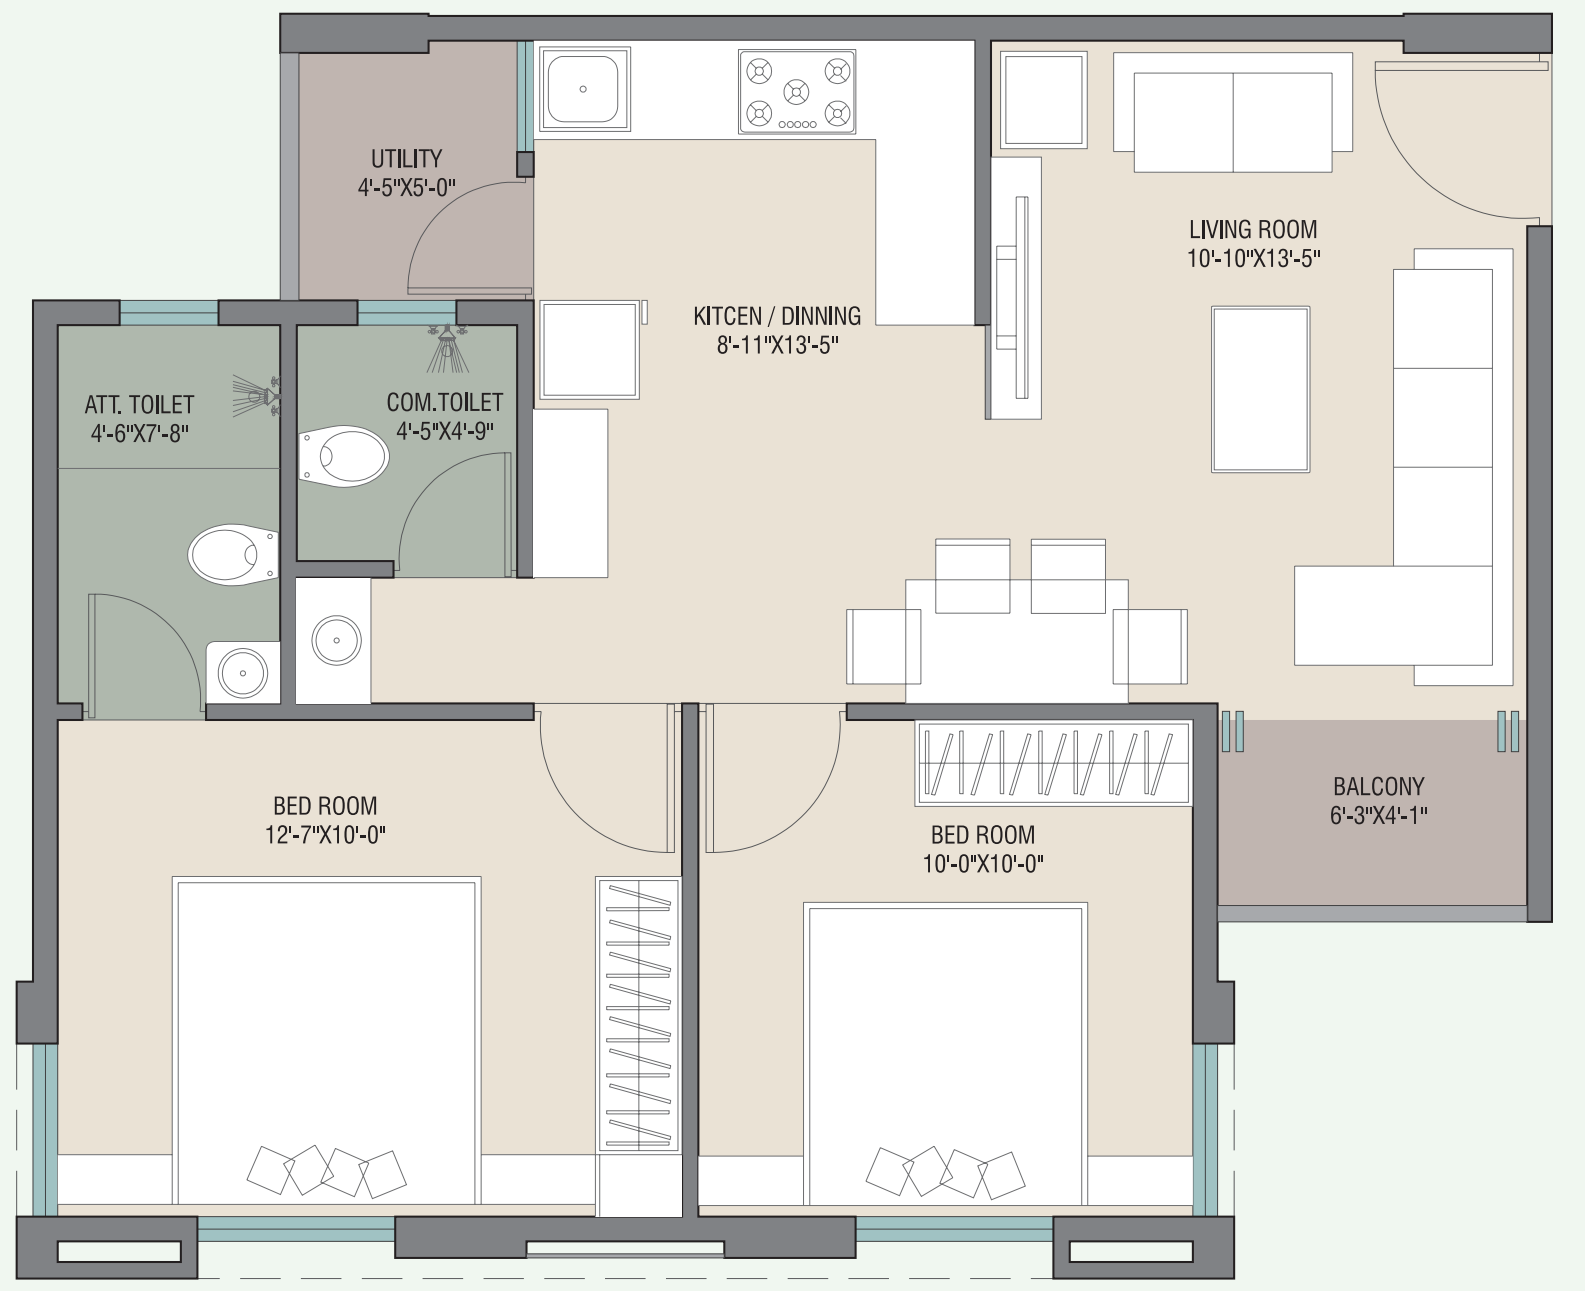 UTILITY
4'-5"X5'-0"
LIVING ROOM
10'-10"X13'-5"
KITCEN / DINNING
8'-11"X13'-5"
ATT. TOILET
4'-6"X7'-8"
COM.TOILET
4'-5"X4'-9"
BALCONY
6'-3"X4'-1"
BED ROOM
12'-7"X10'-0"
BED ROOM
10'-0"X10'-0"